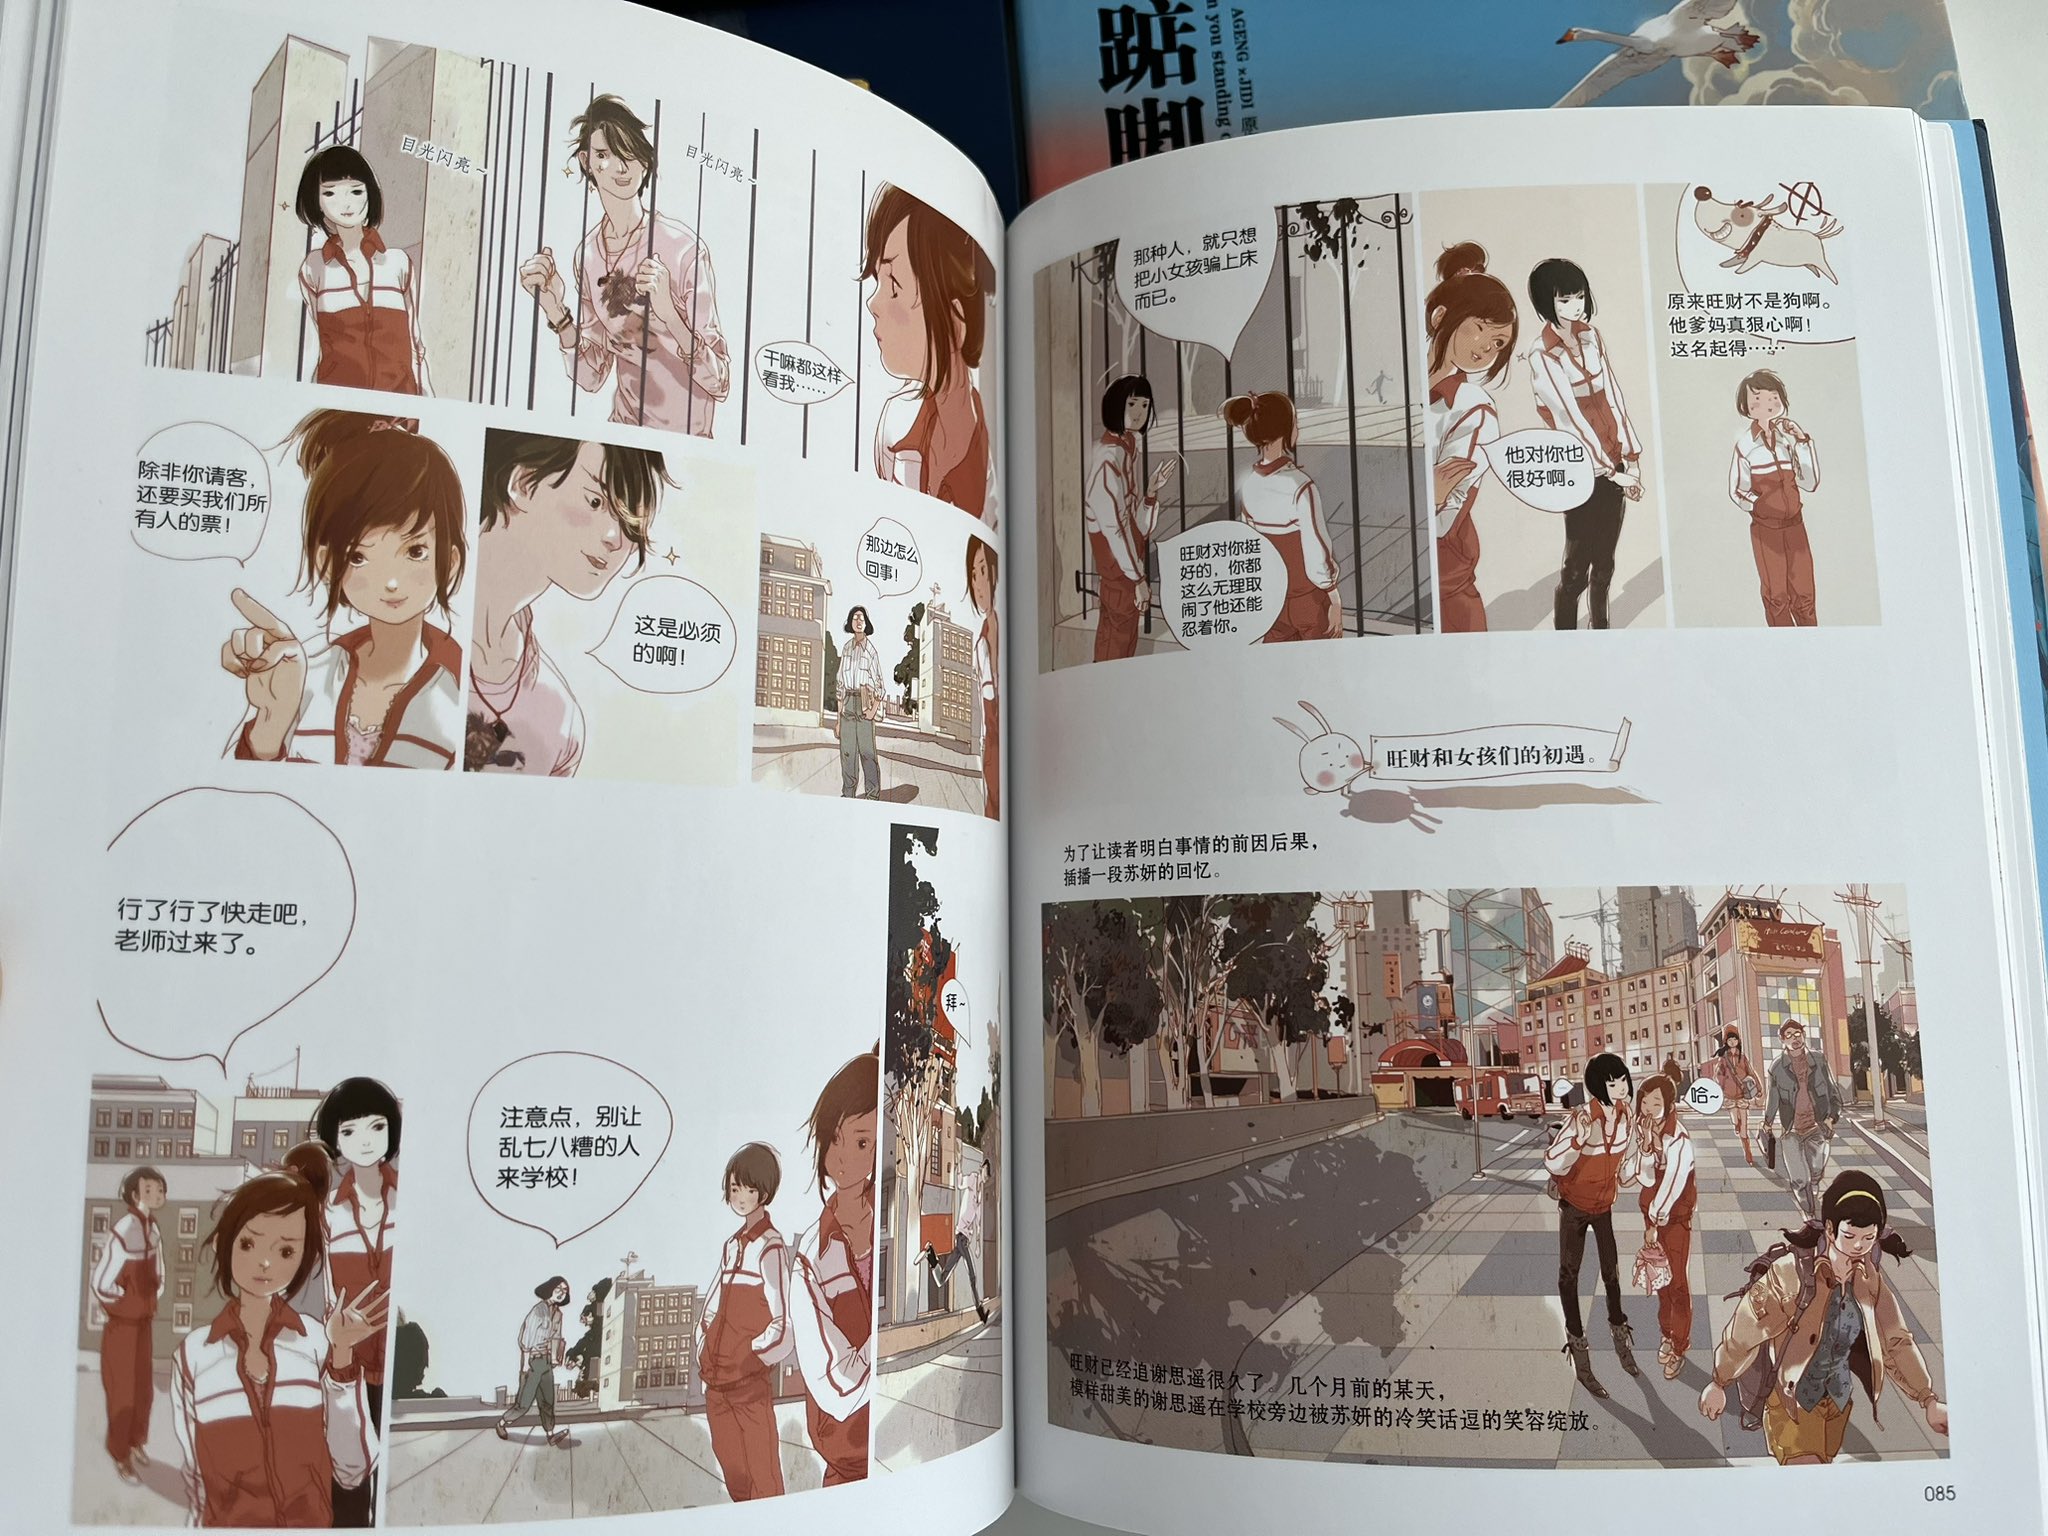 踮脚
AGENG×JIDI 原
n you standing
目光闪亮~
目光闪亮~
干嘛都这样
看我……
除非你请客，
还要买我们所
有人的票！
这是必须
的啊！
那边怎么
回事！
行了行了快走吧，
老师过来了。
注意点，别让
乱七八糟的人
来学校！
拜~
那种人，就只想
把小女孩骗上床
而已。
旺财对你挺
好的，你都
这么无理取
闹了他还能
忍着你。
他对你也
很好啊。
原来旺财不是狗啊。
他爹妈真狠心啊！
这名起得……
旺财和女孩们的初遇。
为了让读者明白事情的前因后果，
插播一段苏妍的回忆。
哈~
旺财已经追谢思遥很久了。几个月前的某天，
模样甜美的谢思遥在学校旁边被苏妍的冷笑话逗的笑容绽放。
085